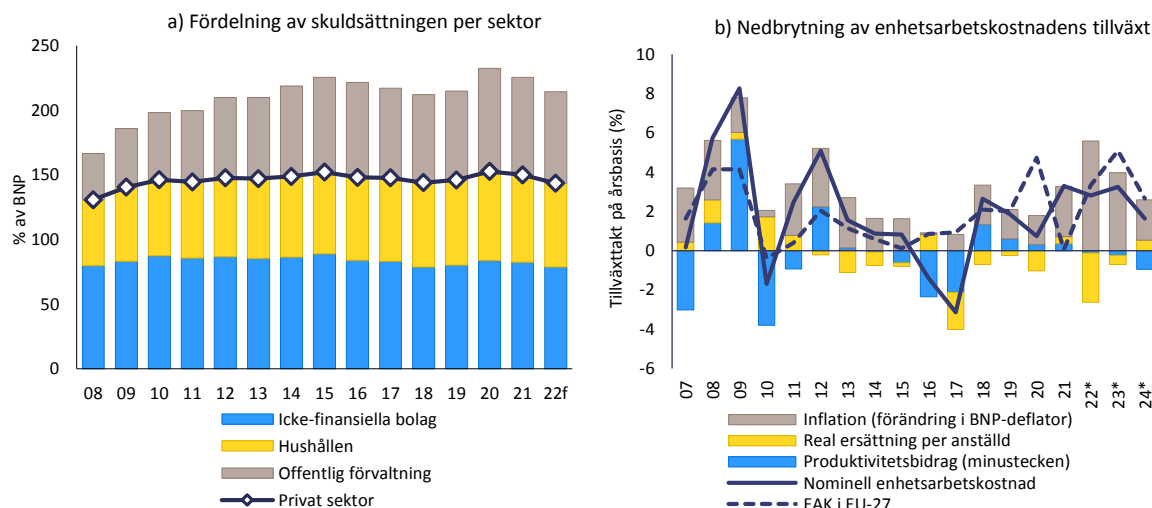 a) Fördelning av skuldsättningen per sektor
250
200
150
100
50
0
% av BNP
08 09 10 11 12 13 14 15 16 17 18 19 20 21 22f
Icke-finansiella bolag
Hushållen
Offentlig förvaltning
Privat sektor
b) Nedbrytning av enhetsarbetskostnadens tillväxt
10
8
6
4
2
0
-2
-4
-6
Tillväxttakt på årsbasis (%)
07 08 09 10 11 12 13 14 15 16 17 18 19 20 21 22* 23* 24*
Inflation (förändring i BNP-deflator)
Real ersättning per anställd
Produktivitetsbidrag (minustecken)
Nominell enhetsarbetskostnad
EAK i EU-27